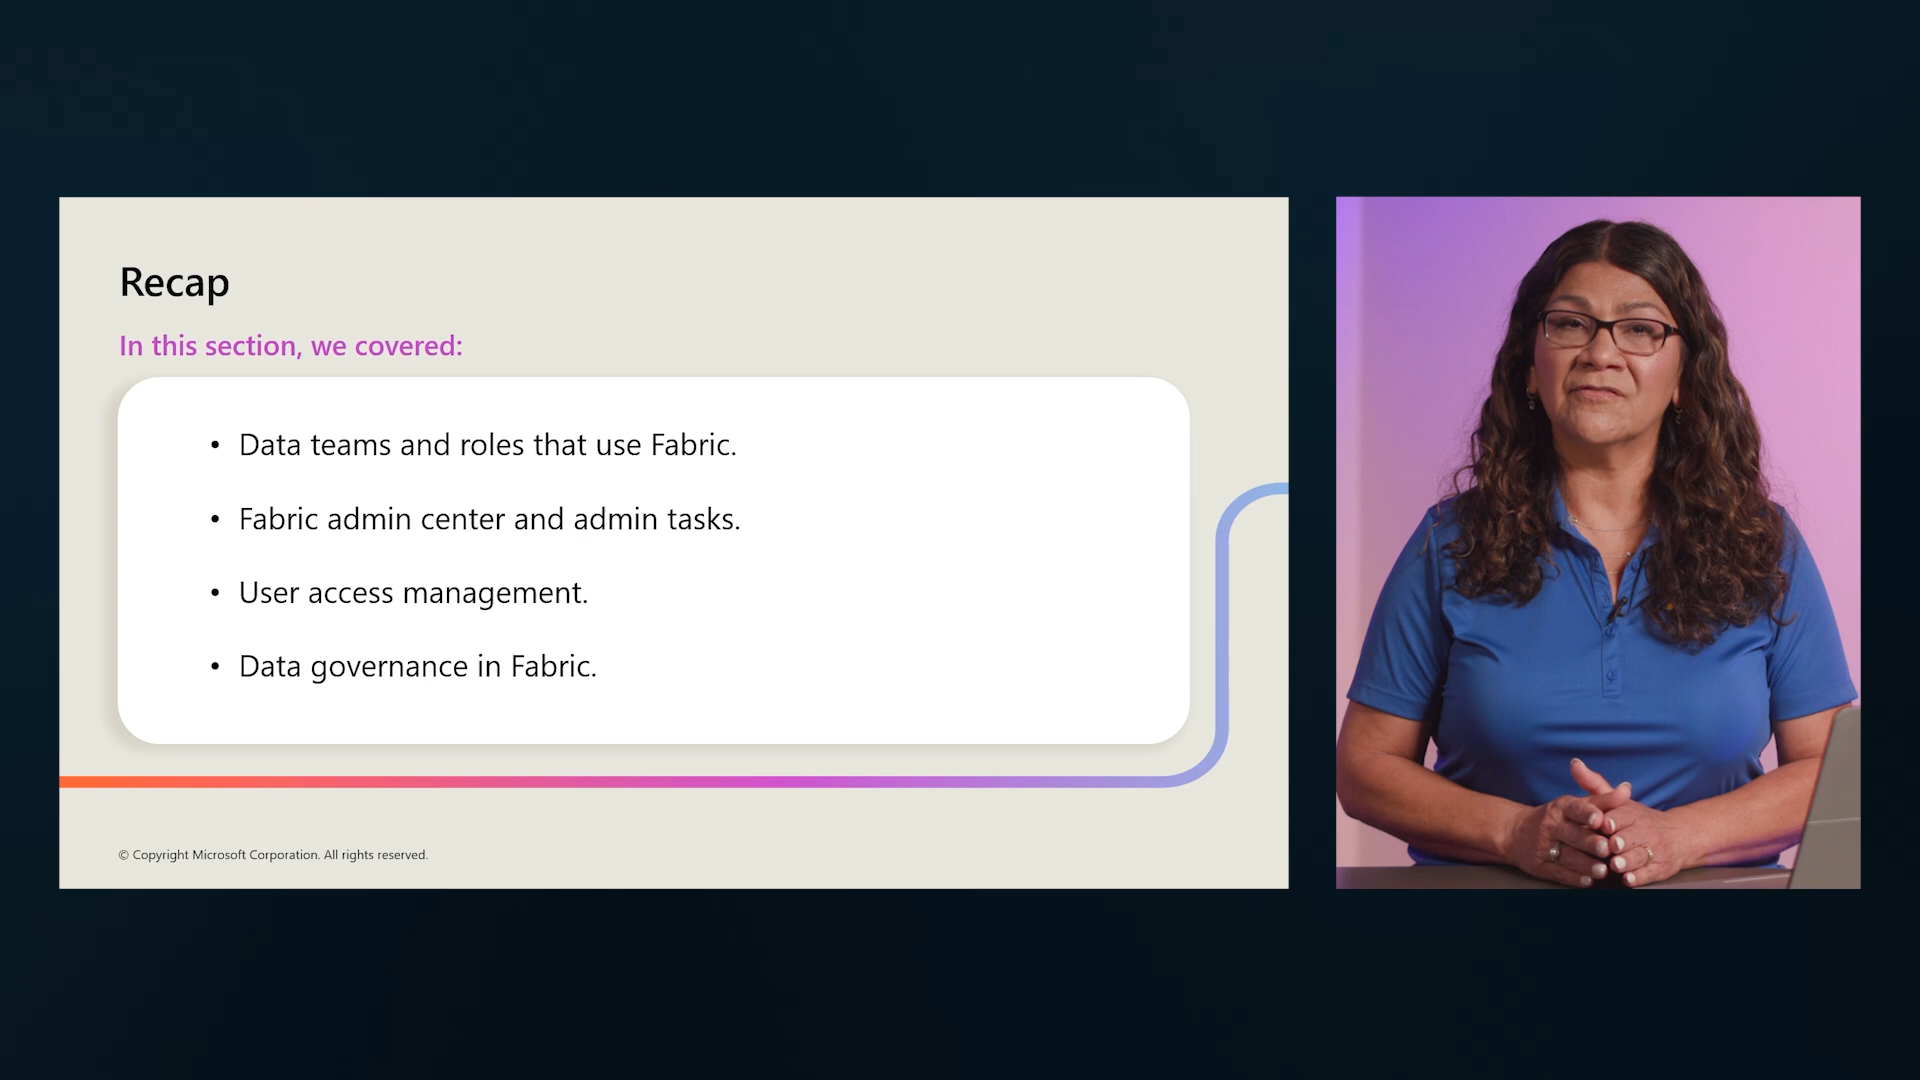 Recap
In this section, we covered:
• Data teams and roles that use Fabric.
• Fabric admin center and admin tasks.
• User access management.
• Data governance in Fabric.
© Copyright Microsoft Corporation. All rights reserved.